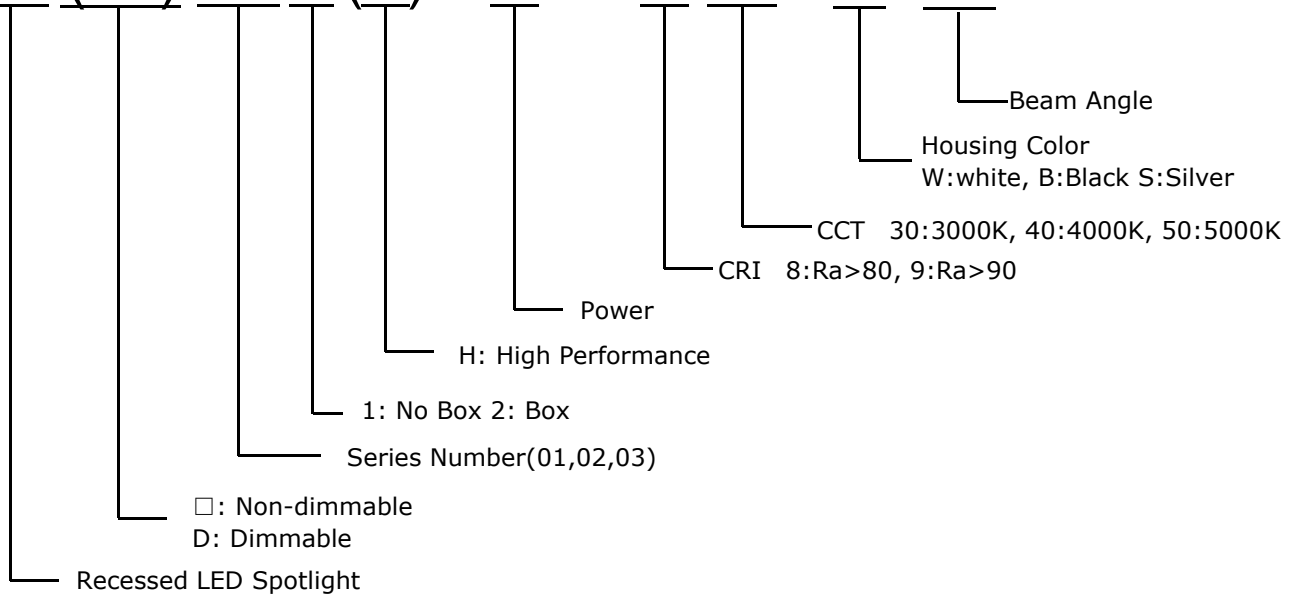 Beam Angle
Housing Color
W:white, B:Black S:Silver
CCT 30:3000K, 40:4000K, 50:5000K
CRI 8:Ra>80, 9:Ra>90
Power
H: High Performance
1: No Box 2: Box
Series Number(01,02,03)
□: Non-dimmable
D: Dimmable
Recessed LED Spotlight